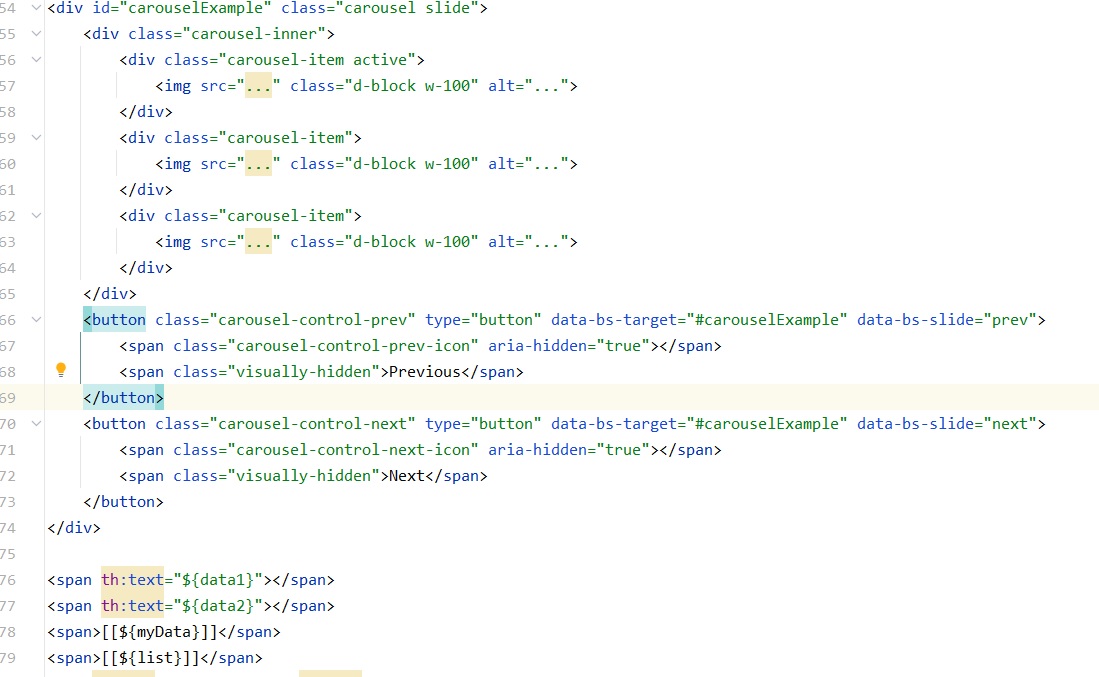 54 <div id="carouselExample" class="carousel slide">
55 <div class="carousel-inner">
56 <div class="carousel-item active">
57 <img src="..." class="d-block w-100" alt="...">
58 </div>
59 <div class="carousel-item">
60 <img src="..." class="d-block w-100" alt="...">
61 </div>
62 <div class="carousel-item">
63 <img src="..." class="d-block w-100" alt="...">
64 </div>
65 </div>
66 <button class="carousel-control-prev" type="button" data-bs-target="#carouselExample" data-bs-slide="prev">
67 <span class="carousel-control-prev-icon" aria-hidden="true"></span>
68 <span class="visually-hidden">Previous</span>
69 </button>
70 <button class="carousel-control-next" type="button" data-bs-target="#carouselExample" data-bs-slide="next">
71 <span class="carousel-control-next-icon" aria-hidden="true"></span>
72 <span class="visually-hidden">Next</span>
73 </button>
74 </div>
75
76 <span th:text="${data1}"></span>
77 <span th:text="${data2}"></span>
78 <span>[[${myData}]]</span>
79 <span>[[${list}]]</span>